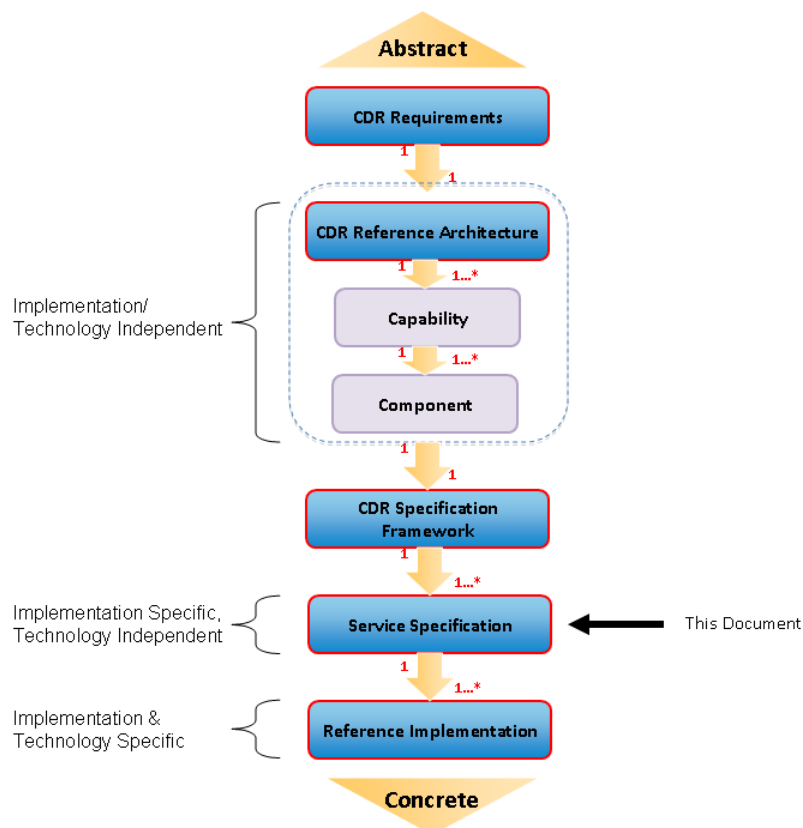 Abstract
CDR Requirements
1
1
CDR Reference Architecture
1
1...*
Implementation/
Technology Independent
Capability
1
1...*
Component
1
1
CDR Specification
Framework
1
1...*
Implementation Specific,
Technology Independent
Service Specification
This Document
1
1...*
Implementation &
Technology Specific
Reference Implementation
Concrete